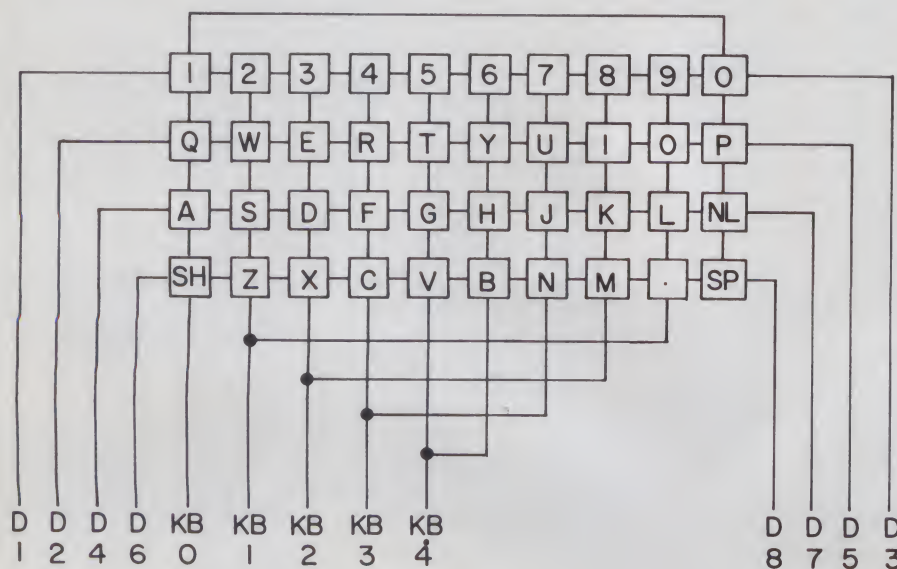 1 2 3 4 5 6 7 8 9 0
Q W E R T Y U I O P
A S D F G H J K L NL
SH Z X C V B N M . SP
D D D D KB KB KB KB KB D D D D
1 2 4 6 0 1 2 3 4 8 7 5 3